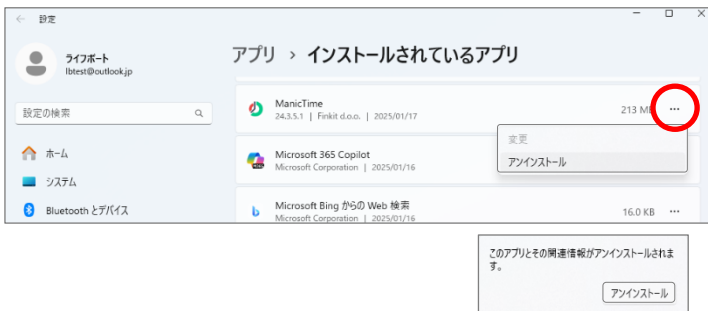 設定
ライフボート
lbtest@outlook.jp
設定の検索
ホーム
システム
Bluetooth とデバイス
アプリ > インストールされているアプリ
ManicTime
24.3.5.1 | Finkit d.o.o. | 2025/01/17
213 MB
変更
アンインストール
Microsoft 365 Copilot
Microsoft Corporation | 2025/01/16
Microsoft Bing からの Web 検索
Microsoft Corporation | 2025/01/16
16.0 KB
このアプリとその関連情報がアンインストールされま
す。
アンインストール